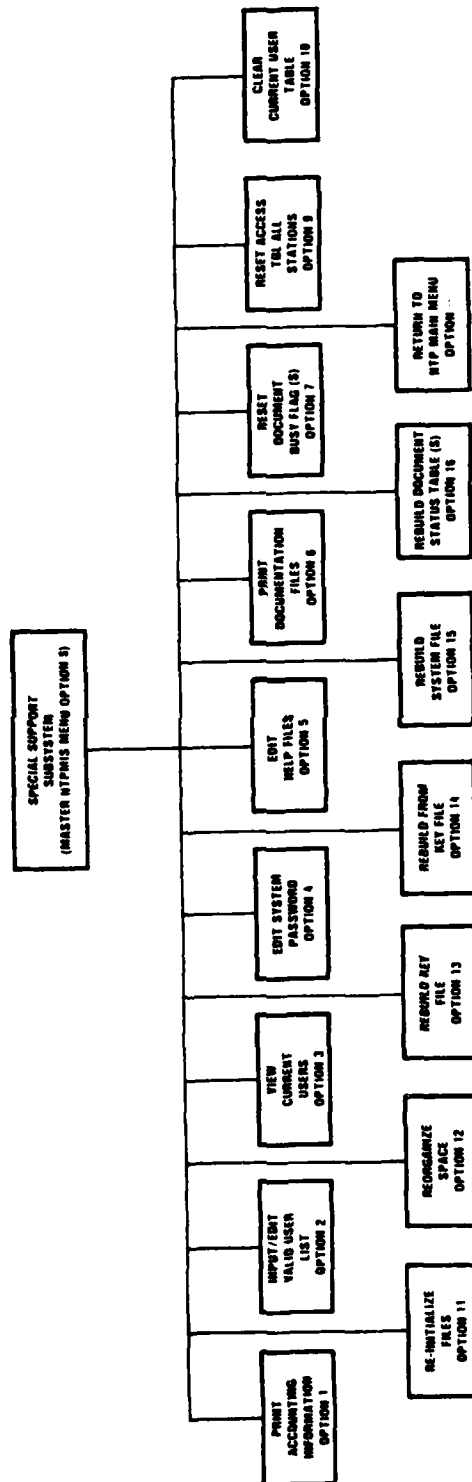 SPECIAL SUPPORT
SUBSYSTEM
(MASTER NTPMIS MENU OPTION S)
PRINT
ACCOUNTING
INFORMATION
OPTION 1
INPUT/EDIT
VALID USER
LIST
OPTION 2
VIEW
CURRENT
USERS
OPTION 3
EDIT SYSTEM
PASSWORD
OPTION 4
EDIT
HELP FILES
OPTION 5
PRINT
DOCUMENTATION
FILES
OPTION 6
RESET
DOCUMENT
BUSY FLAG (S)
OPTION 7
RESET ACCESS
TBL ALL
STATIONS
OPTION 9
CLEAR
CURRENT USER
TABLE
OPTION 10
RE-INITIALIZE
FILES
OPTION 11
REORGANIZE
SPACE
OPTION 12
REBUILD KEY
FILE
OPTION 13
REBUILD FROM
KEY FILE
OPTION 14
REBUILD
SYSTEM FILE
OPTION 15
REBUILD DOCUMENT
STATUS TABLE (S)
OPTION 16
RETURN TO
NTP MAIN MENU
OPTION